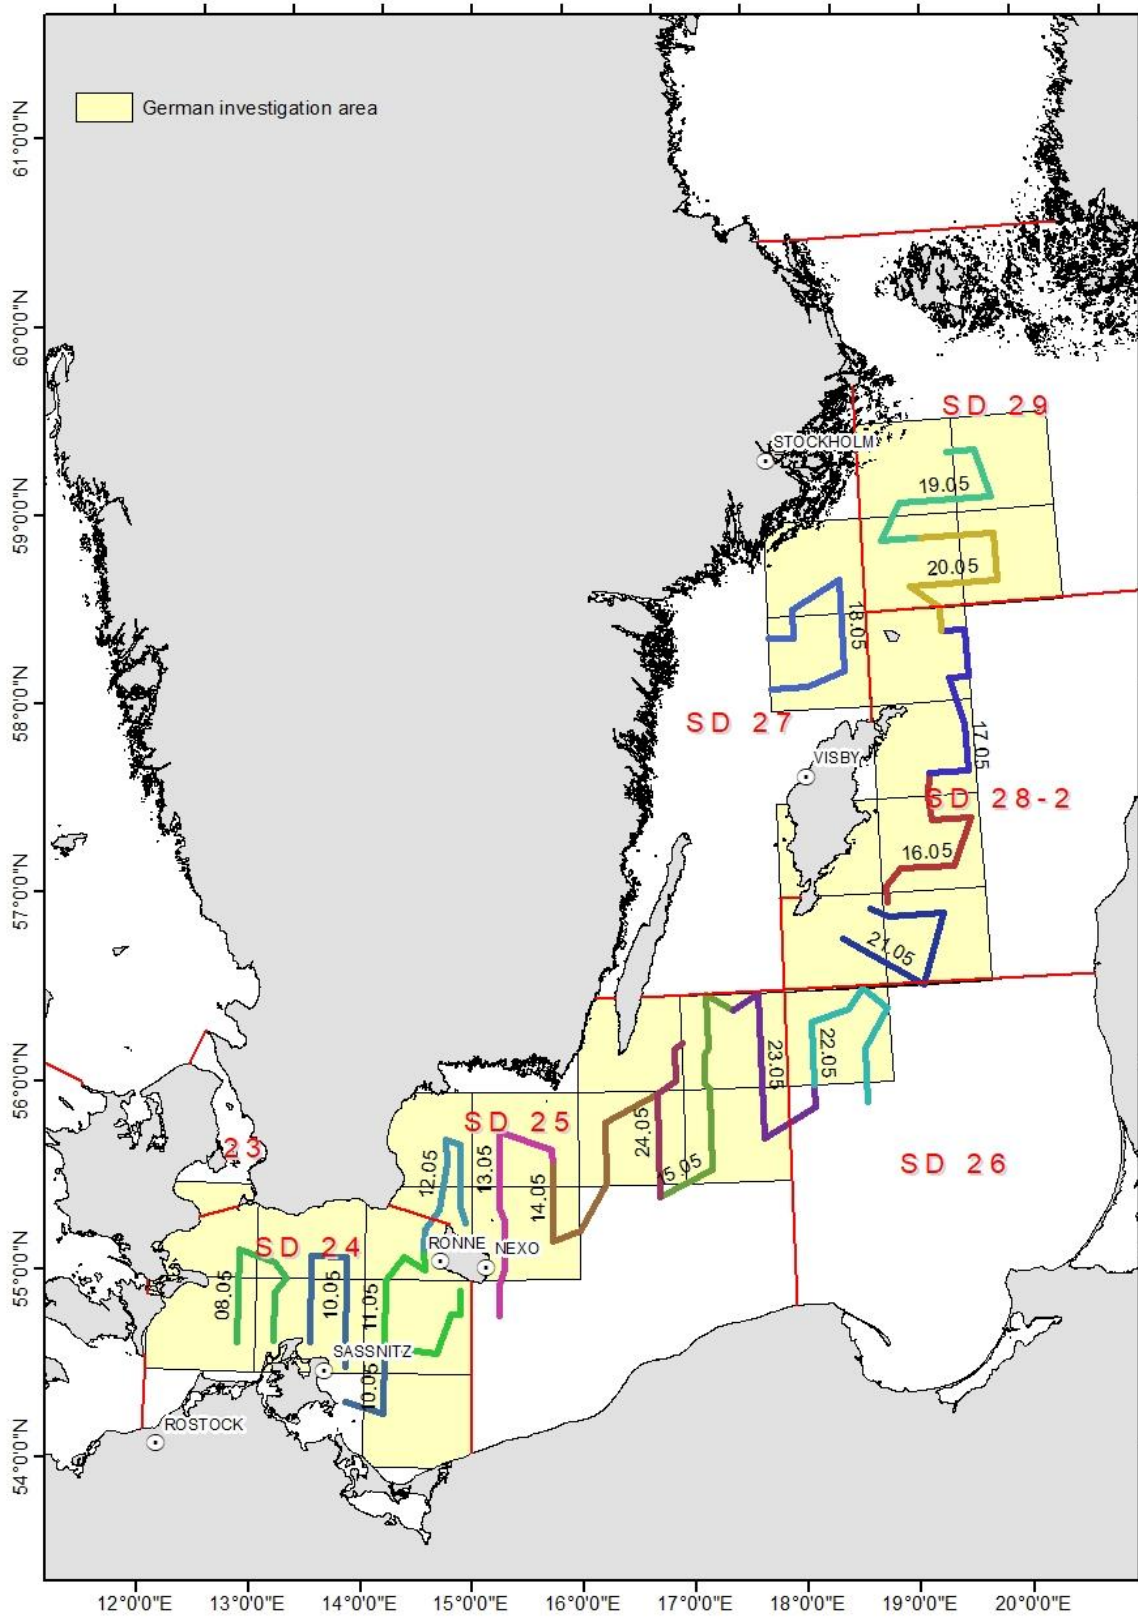 German investigation area
61°0'0"N
60°0'0"N
59°0'0"N
58°0'0"N
57°0'0"N
56°0'0"N
55°0'0"N
54°0'0"N
SD 29
STOCKHOLM
19.05
20.05
18.05
SD 27
17.05
VISBY
SD 28-2
16.05
21.05
23.05
22.05
SD 25
24.05
23
12.05
13.05
14.05
15.05
SD 26
SD 24
RONNE
NEXO
08.05
10.05
11.05
SASSNITZ
10.05
ROSTOCK
12°0'0"E
13°0'0"E
14°0'0"E
15°0'0"E
16°0'0"E
17°0'0"E
18°0'0"E
19°0'0"E
20°0'0"E